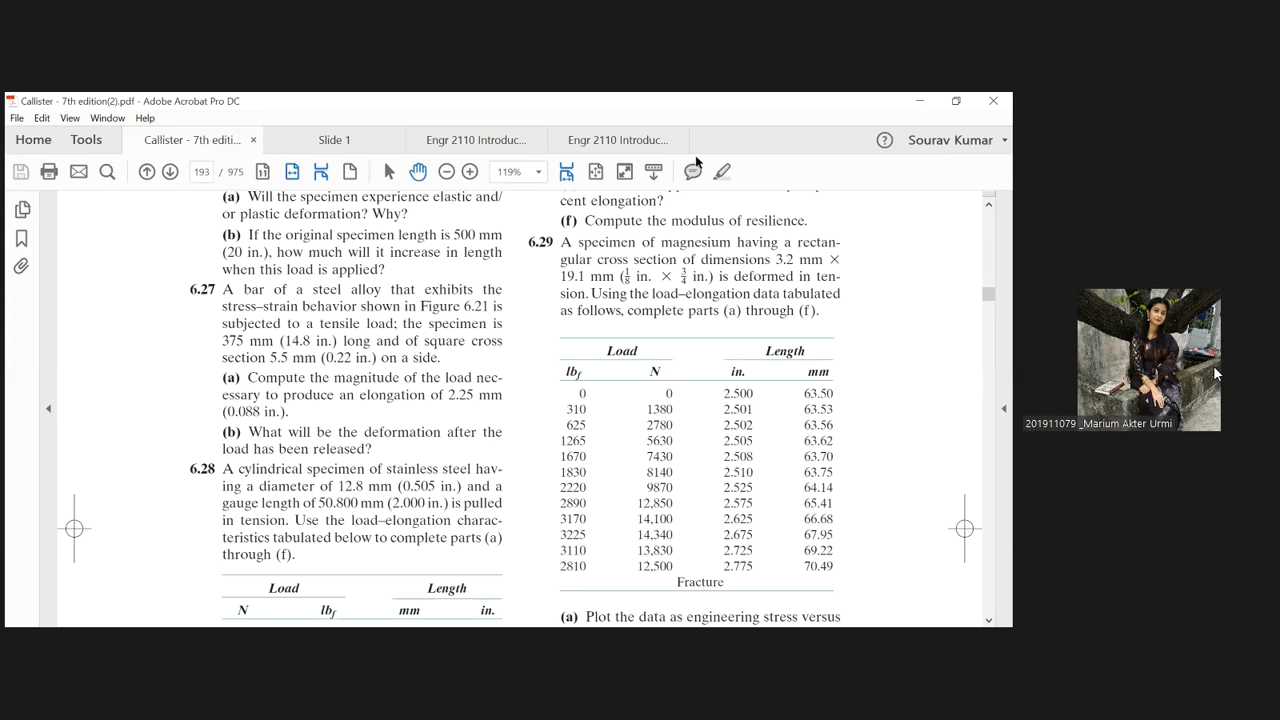 Callister - 7th edition(2).pdf - Adobe Acrobat Pro DC
File Edit View Window Help
Home Tools Callister - 7th editi... × Slide 1 Engr 2110 Introduc... Engr 2110 Introduc... Sourav Kumar
193 / 975 119%
(a) Will the specimen experience elastic and/
or plastic deformation? Why?
(b) If the original specimen length is 500 mm
(20 in.), how much will it increase in length
when this load is applied?
6.27 A bar of a steel alloy that exhibits the
stress–strain behavior shown in Figure 6.21 is
subjected to a tensile load; the specimen is
375 mm (14.8 in.) long and of square cross
section 5.5 mm (0.22 in.) on a side.
(a) Compute the magnitude of the load nec-
essary to produce an elongation of 2.25 mm
(0.088 in.).
(b) What will be the deformation after the
load has been released?
6.28 A cylindrical specimen of stainless steel hav-
ing a diameter of 12.8 mm (0.505 in.) and a
gauge length of 50.800 mm (2.000 in.) is pulled
in tension. Use the load–elongation charac-
teristics tabulated below to complete parts (a)
through (f).
Load Length
N lbf mm in.
cent elongation?
(f) Compute the modulus of resilience.
6.29 A specimen of magnesium having a rectan-
gular cross section of dimensions 3.2 mm ×
19.1 mm (1/8 in. × 3/4 in.) is deformed in ten-
sion. Using the load–elongation data tabulated
as follows, complete parts (a) through (f).
Load Length
lbf N in. mm
0 0 2.500 63.50
310 1380 2.501 63.53
625 2780 2.502 63.56
1265 5630 2.505 63.62
1670 7430 2.508 63.70
1830 8140 2.510 63.75
2220 9870 2.525 64.14
2890 12,850 2.575 65.41
3170 14,100 2.625 66.68
3225 14,340 2.675 67.95
3110 13,830 2.725 69.22
2810 12,500 2.775 70.49
Fracture
(a) Plot the data as engineering stress versus
201911079 _Marium Akter Urmi